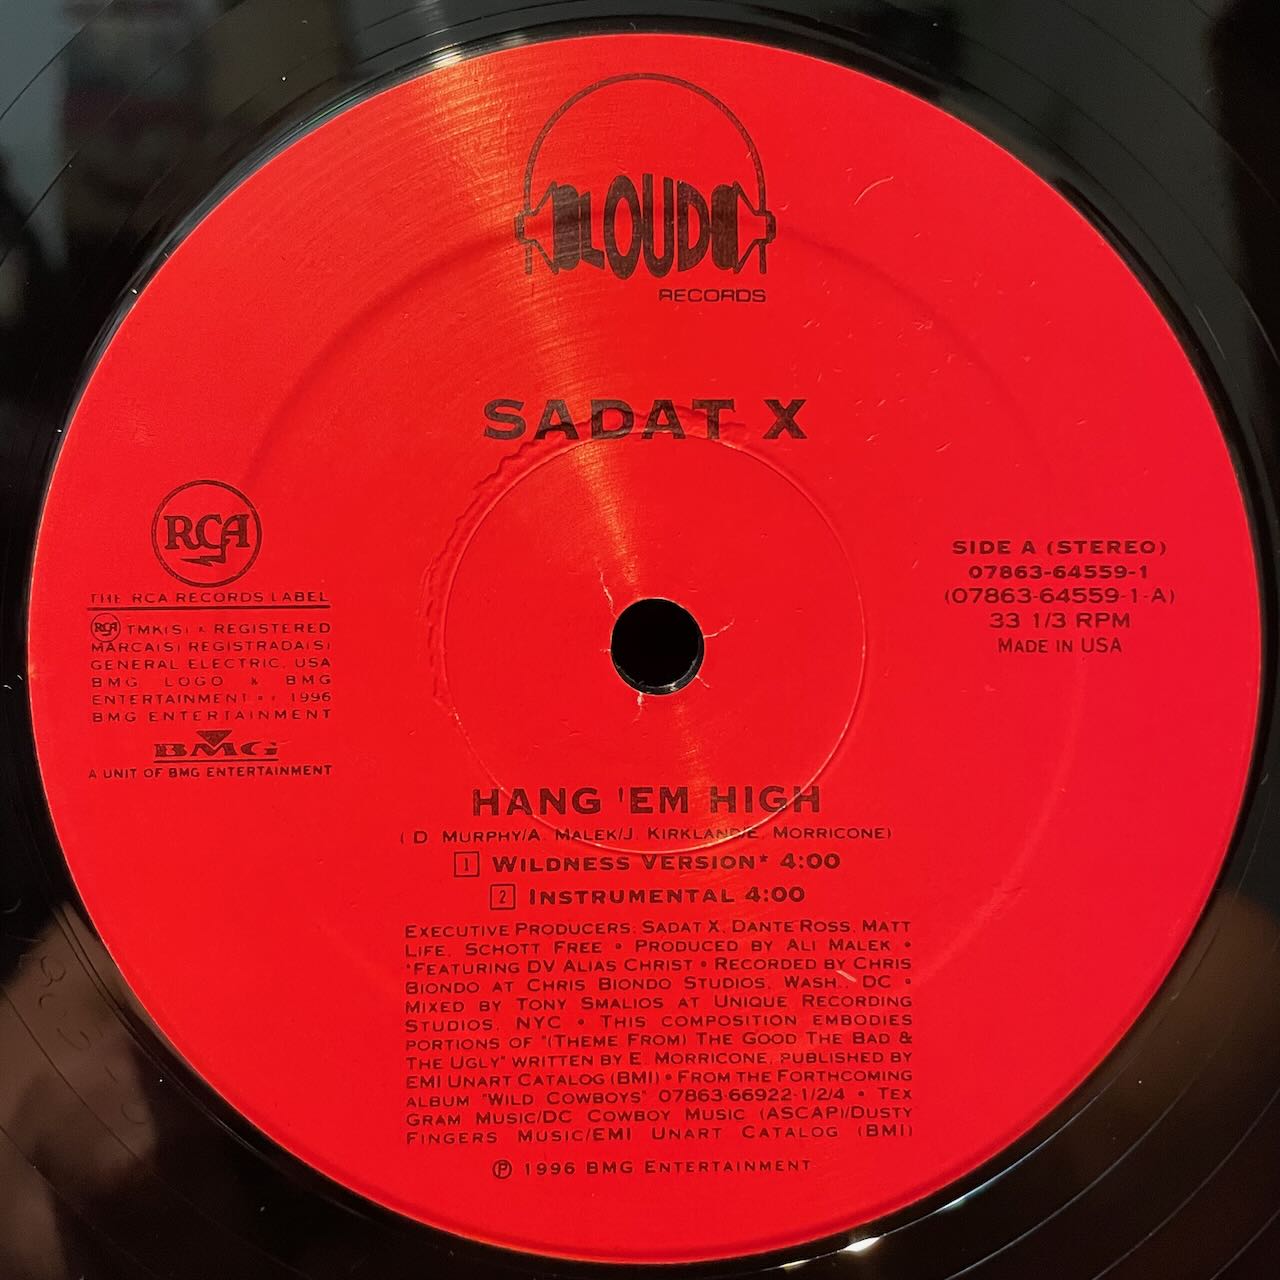 LOUD
RECORDS
SADAT X
RCA
THE RCA RECORDS LABEL
RCA TMK(S) ® REGISTERED
MARCA(S) REGISTRADA(S)
GENERAL ELECTRIC, USA
BMG LOGO & BMG
ENTERTAINMENT 1996
BMG ENTERTAINMENT
BMG
A UNIT OF BMG ENTERTAINMENT
SIDE A (STEREO)
07863-64559-1
(07863-64559-1-A)
33 1/3 RPM
MADE IN USA
HANG 'EM HIGH
(D. MURPHY/A. MALEK/J. KIRKLAND/E. MORRICONE)
1 WILDNESS VERSION* 4:00
2 INSTRUMENTAL 4:00
EXECUTIVE PRODUCERS: SADAT X, DANTE ROSS, MATT
LIFE, SCHOTT FREE • PRODUCED BY ALI MALEK •
*FEATURING DV ALIAS CHRIST • RECORDED BY CHRIS
BIONDO AT CHRIS BIONDO STUDIOS, WASH., DC •
MIXED BY TONY SMALIOS AT UNIQUE RECORDING
STUDIOS, NYC • THIS COMPOSITION EMBODIES
PORTIONS OF "(THEME FROM) THE GOOD THE BAD &
THE UGLY" WRITTEN BY E. MORRICONE, PUBLISHED BY
EMI UNART CATALOG (BMI) • FROM THE FORTHCOMING
ALBUM "WILD COWBOYS" 07863-66922-1/2/4 • TEX
GRAM MUSIC/DC COWBOY MUSIC (ASCAP)/DUSTY
FINGERS MUSIC/EMI UNART CATALOG (BMI)
℗ 1996 BMG ENTERTAINMENT